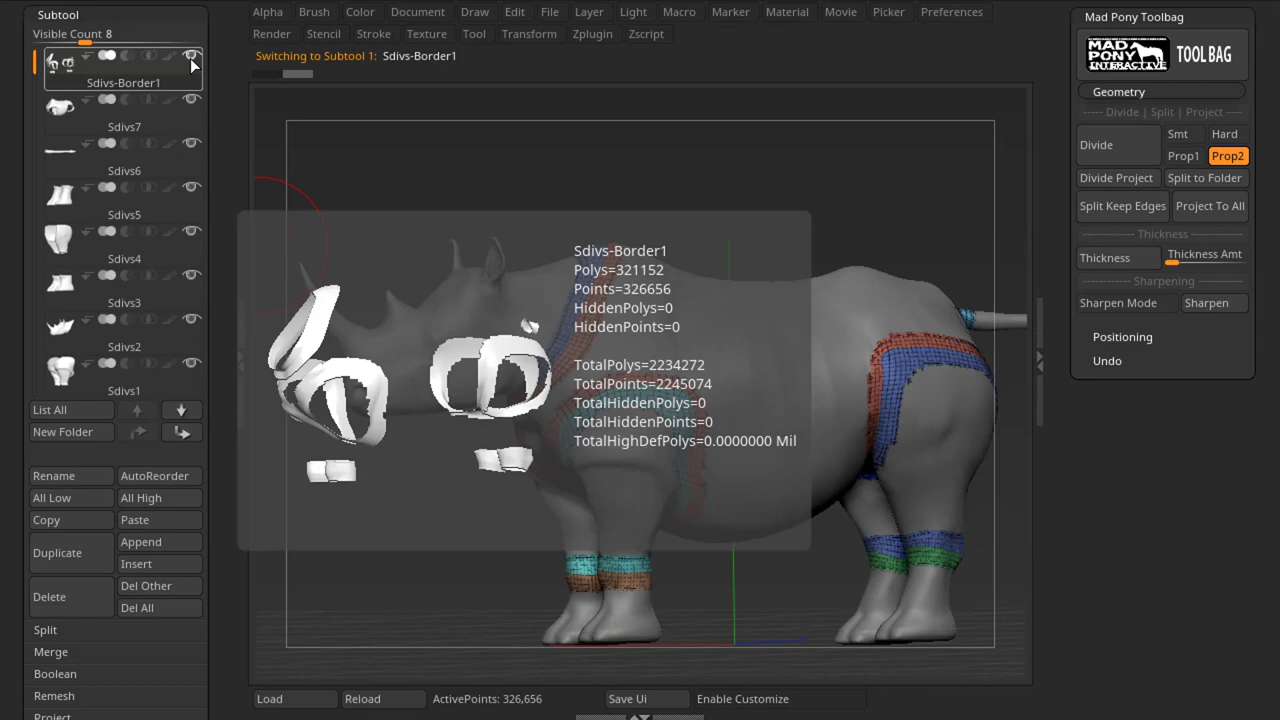 Subtool
Visible Count 8
Sdivs-Border1
Sdivs7
Sdivs6
Sdivs5
Sdivs4
Sdivs3
Sdivs2
Sdivs1
List All
New Folder
Rename AutoReorder
All Low All High
Copy Paste
Duplicate Append
Insert
Delete Del Other
Del All
Split
Merge
Boolean
Remesh
Project
Alpha Brush Color Document Draw Edit File Layer Light Macro Marker Material Movie Picker Preferences
Render Stencil Stroke Texture Tool Transform Zplugin Zscript
Switching to Subtool 1: Sdivs-Border1
Sdivs-Border1
Polys=321152
Points=326656
HiddenPolys=0
HiddenPoints=0
TotalPolys=2234272
TotalPoints=2245074
TotalHiddenPolys=0
TotalHiddenPoints=0
TotalHighDefPolys=0.0000000 Mil
Load Reload ActivePoints: 326,656 Save Ui Enable Customize
Mad Pony Toolbag
MAD
PONY
INTERACTIVE
TOOLBAG
Geometry
----- Divide | Split | Project -----
Divide Smt Hard
Prop1 Prop2
Divide Project Split to Folder
Split Keep Edges Project To All
--------------- Thickness ---------------
Thickness Thickness Amt
-------------- Sharpening --------------
Sharpen Mode Sharpen
Positioning
Undo